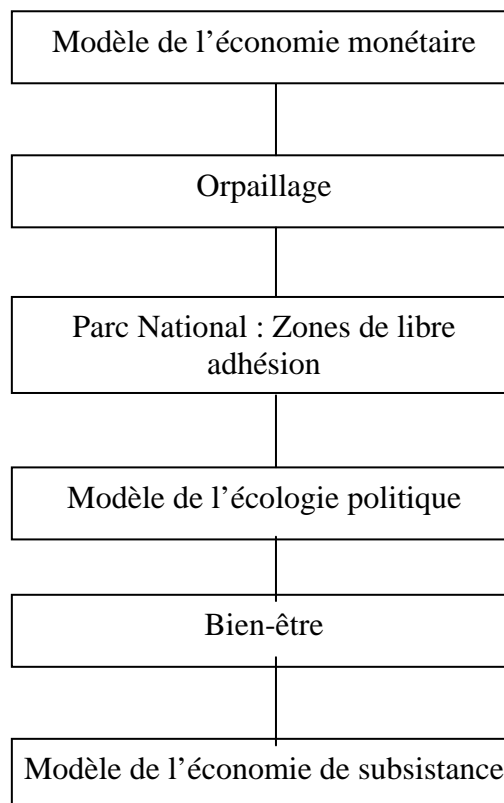 Modèle de l’économie monétaire
Orpaillage
Parc National : Zones de libre
adhésion
Modèle de l’écologie politique
Bien-être
Modèle de l’économie de subsistance